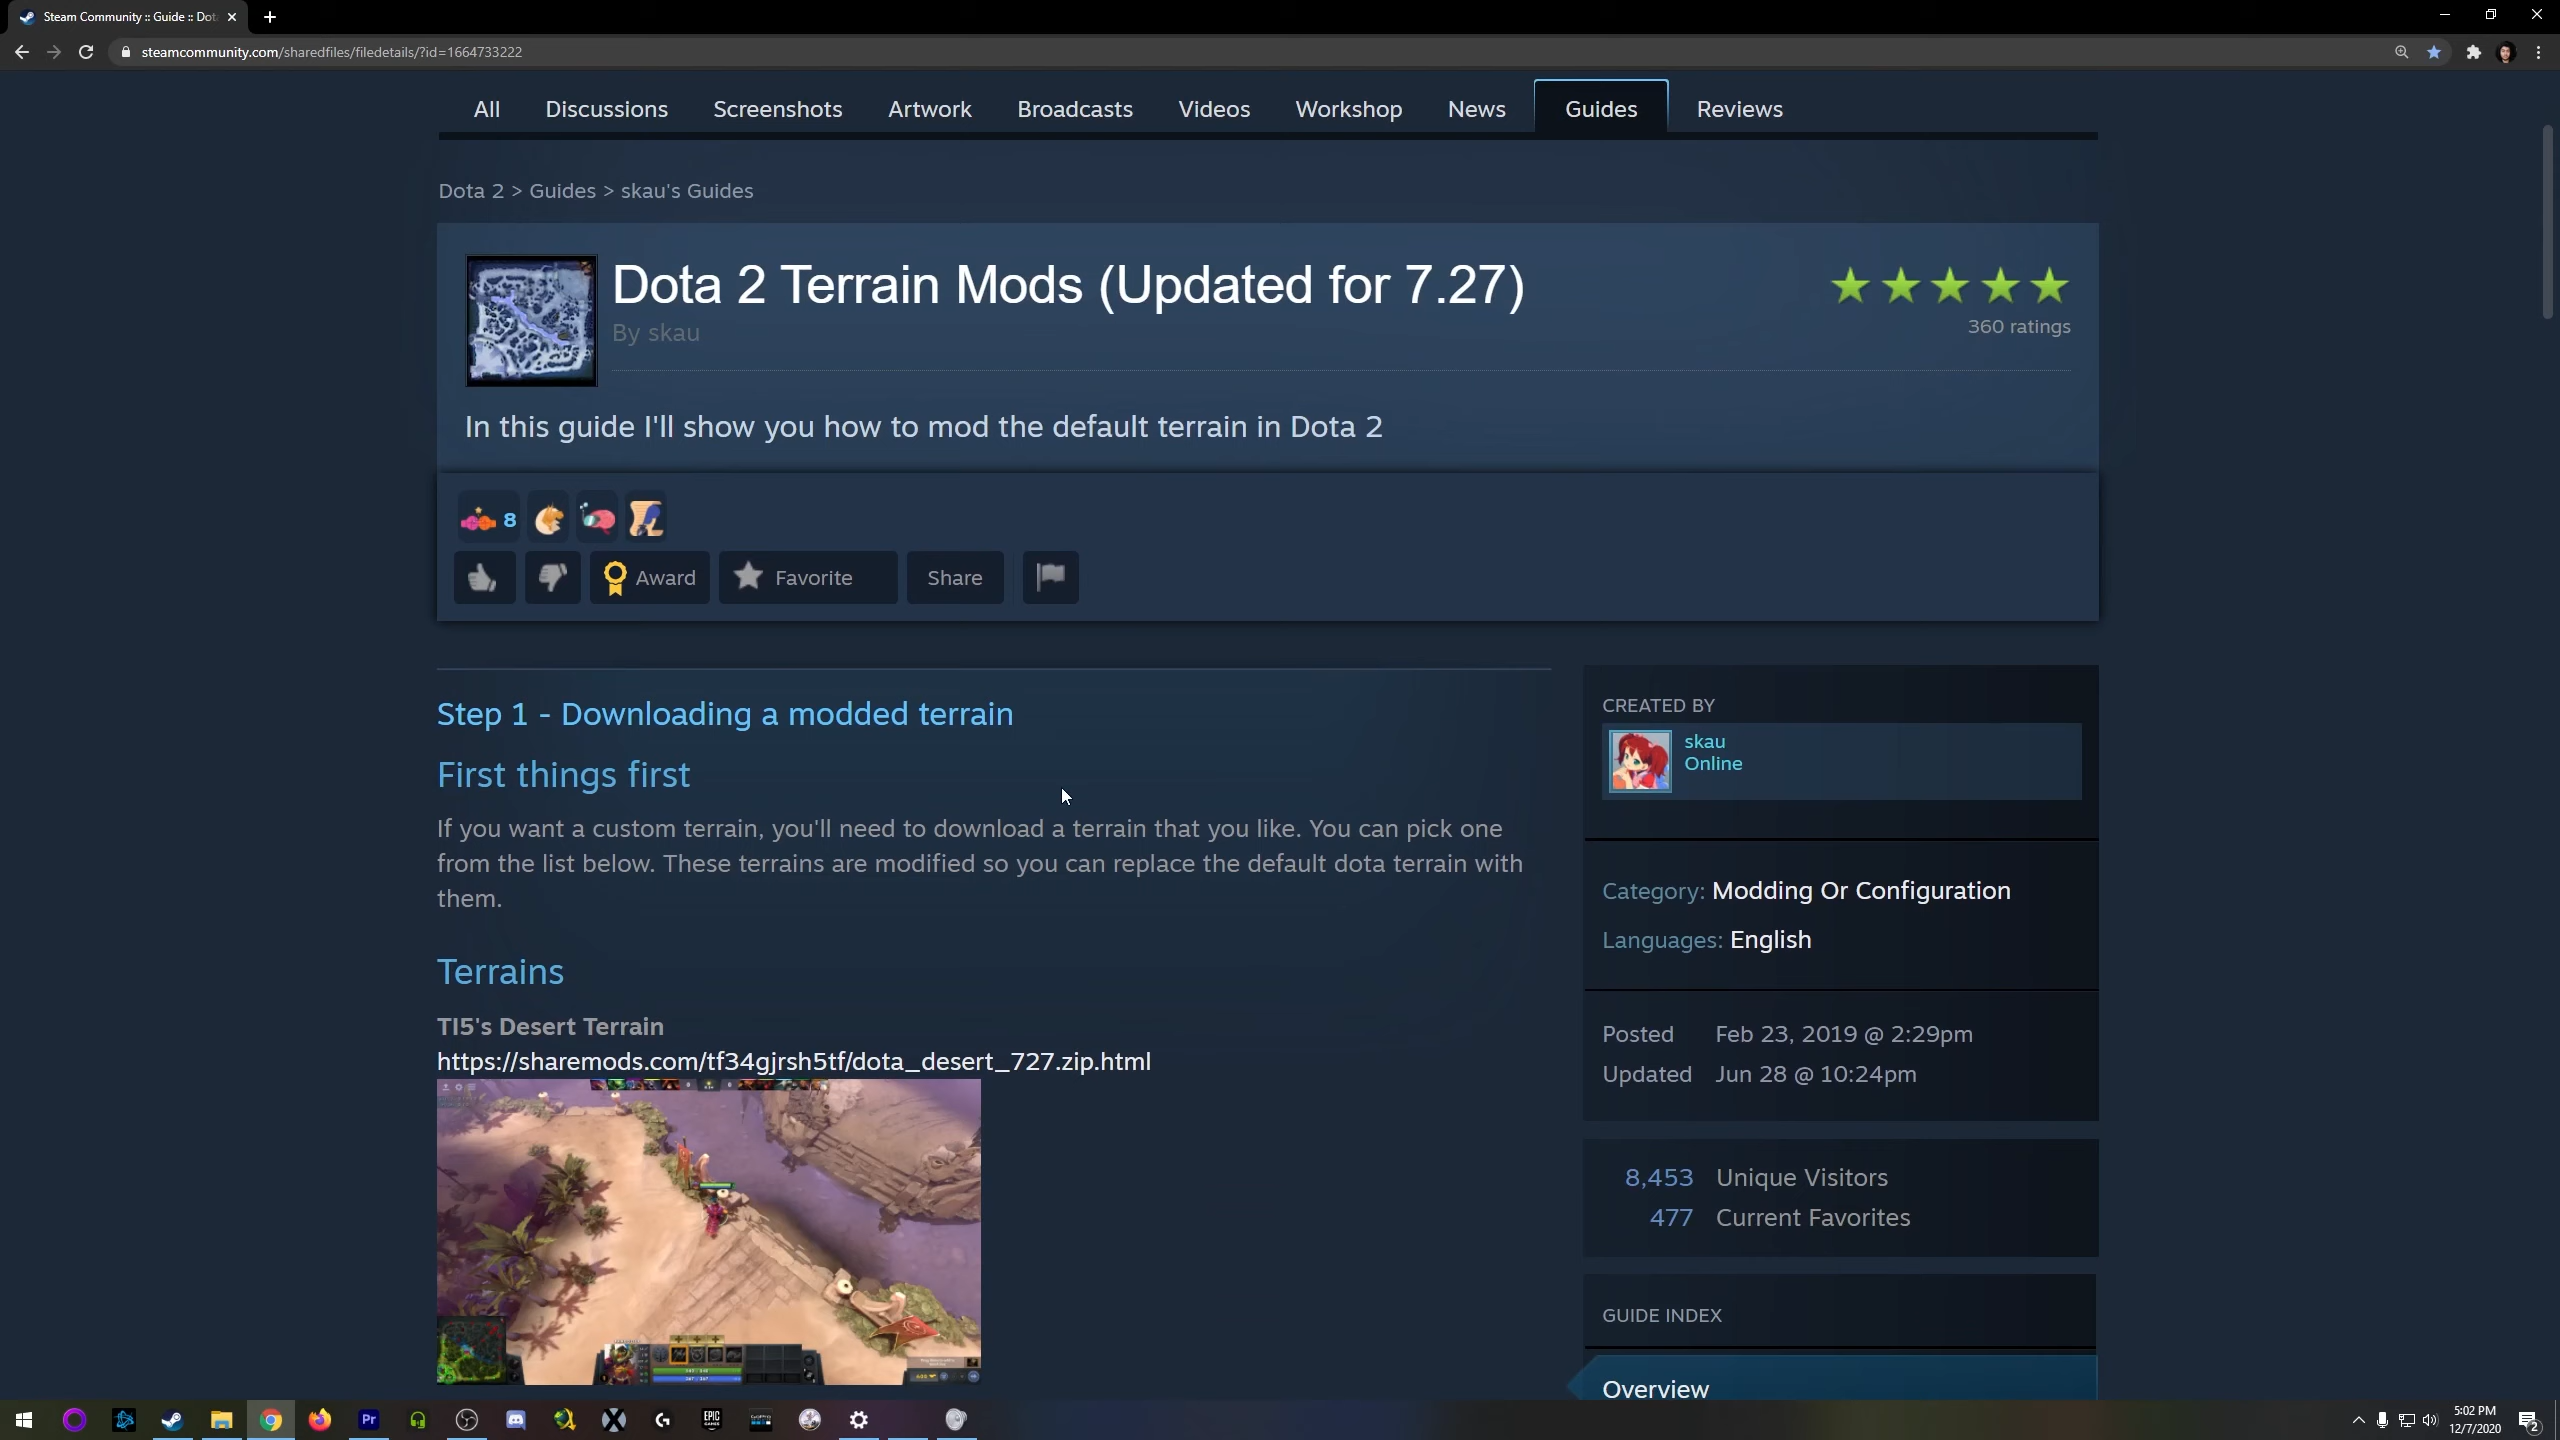 Steam Community :: Guide :: Dot
steamcommunity.com/sharedfiles/filedetails/?id=1664733222
All Discussions Screenshots Artwork Broadcasts Videos Workshop News Guides Reviews
Dota 2 > Guides > skau's Guides
Dota 2 Terrain Mods (Updated for 7.27)
By skau
360 ratings
In this guide I'll show you how to mod the default terrain in Dota 2
8
Award Favorite Share
Step 1 - Downloading a modded terrain
First things first
If you want a custom terrain, you'll need to download a terrain that you like. You can pick one
from the list below. These terrains are modified so you can replace the default dota terrain with
them.
Terrains
TI5's Desert Terrain
https://sharemods.com/tf34gjrsh5tf/dota_desert_727.zip.html
CREATED BY
skau
Online
Category: Modding Or Configuration
Languages: English
Posted Feb 23, 2019 @ 2:29pm
Updated Jun 28 @ 10:24pm
8,453 Unique Visitors
477 Current Favorites
GUIDE INDEX
Overview
Pr
EPIC
GAMES
5:02 PM
12/7/2020
2